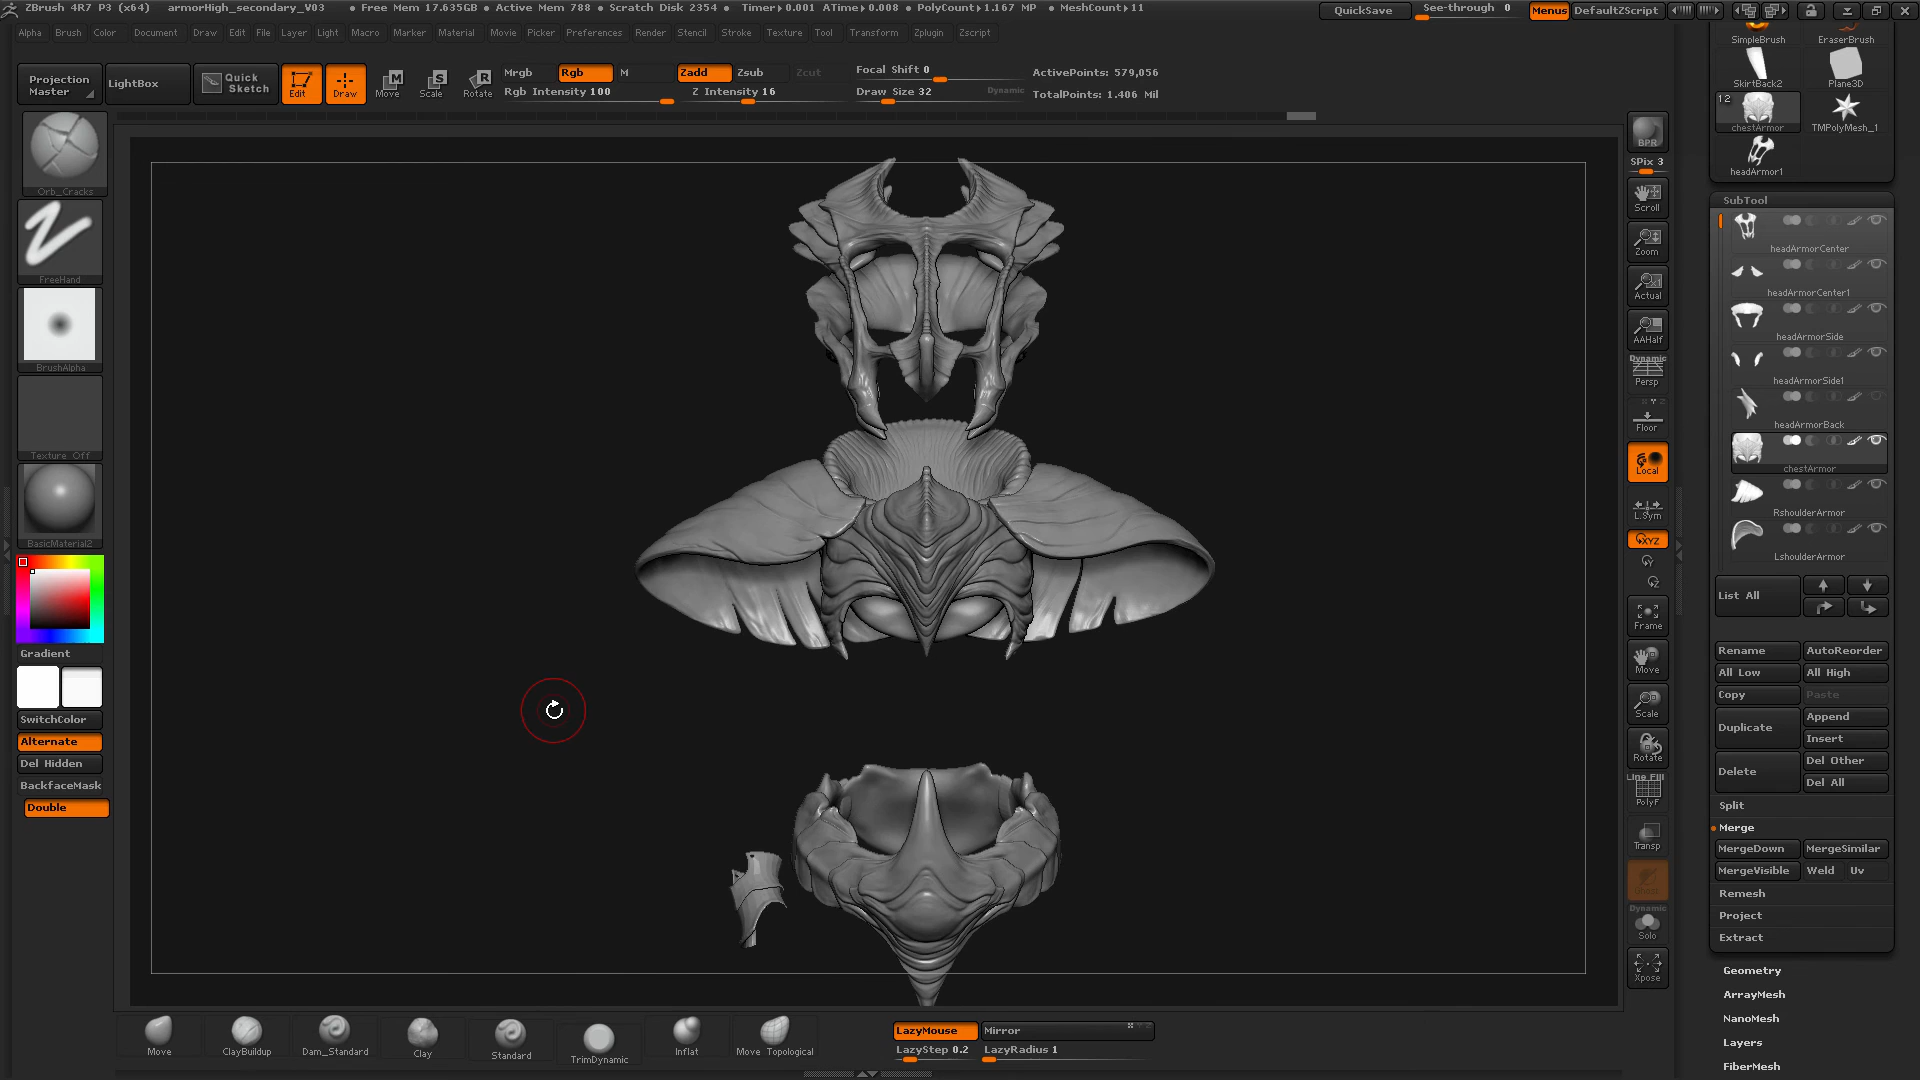 ZBrush 4R7 P3 (x64) armorHigh_secondary_V03 • Free Mem 17.635GB • Active Mem 788 • Scratch Disk 2354 • Timer▸0.001 ATime▸0.008 • PolyCount▸1.167 MP • MeshCount▸11 QuickSave See-through 0 Menus DefaultZScript
Alpha Brush Color Document Draw Edit File Layer Light Macro Marker Material Movie Picker Preferences Render Stencil Stroke Texture Tool Transform Zplugin Zscript
Projection Master
LightBox
Quick Sketch
Edit
Draw
Move
Scale
Rotate
Mrgb Rgb M
Rgb Intensity 100
Zadd Zsub Zcut
Z Intensity 16
Focal Shift 0
Draw Size 32 Dynamic
ActivePoints: 579,056
TotalPoints: 1.406 Mil
Orb_Cracks
FreeHand
BrushAlpha
Texture Off
BasicMaterial2
Gradient
SwitchColor
Alternate
Del Hidden
BackfaceMask
Double
BPR
SPix 3
Scroll
Zoom
Actual
AAHalf
Dynamic
Persp
Floor
Local
L.Sym
XYZ
Y
Z
Frame
Move
Scale
Rotate
Line Fill
PolyF
Transp
Ghost
Dynamic
Solo
Xpose
SimpleBrush EraserBrush
SkirtBack2 Plane3D
12
chestArmor TMPolyMesh_1
headArmor1
SubTool
headArmorCenter
headArmorCenter1
headArmorSide
headArmorSide1
headArmorBack
chestArmor
RshoulderArmor
LshoulderArmor
List All
Rename AutoReorder
All Low All High
Copy Paste
Duplicate Append
Insert
Delete Del Other
Del All
Split
Merge
MergeDown MergeSimilar
MergeVisible Weld Uv
Remesh
Project
Extract
Geometry
ArrayMesh
NanoMesh
Layers
FiberMesh
Move ClayBuildup Dam_Standard Clay Standard TrimDynamic Inflat Move Topological
LazyMouse Mirror
LazyStep 0.2 LazyRadius 1